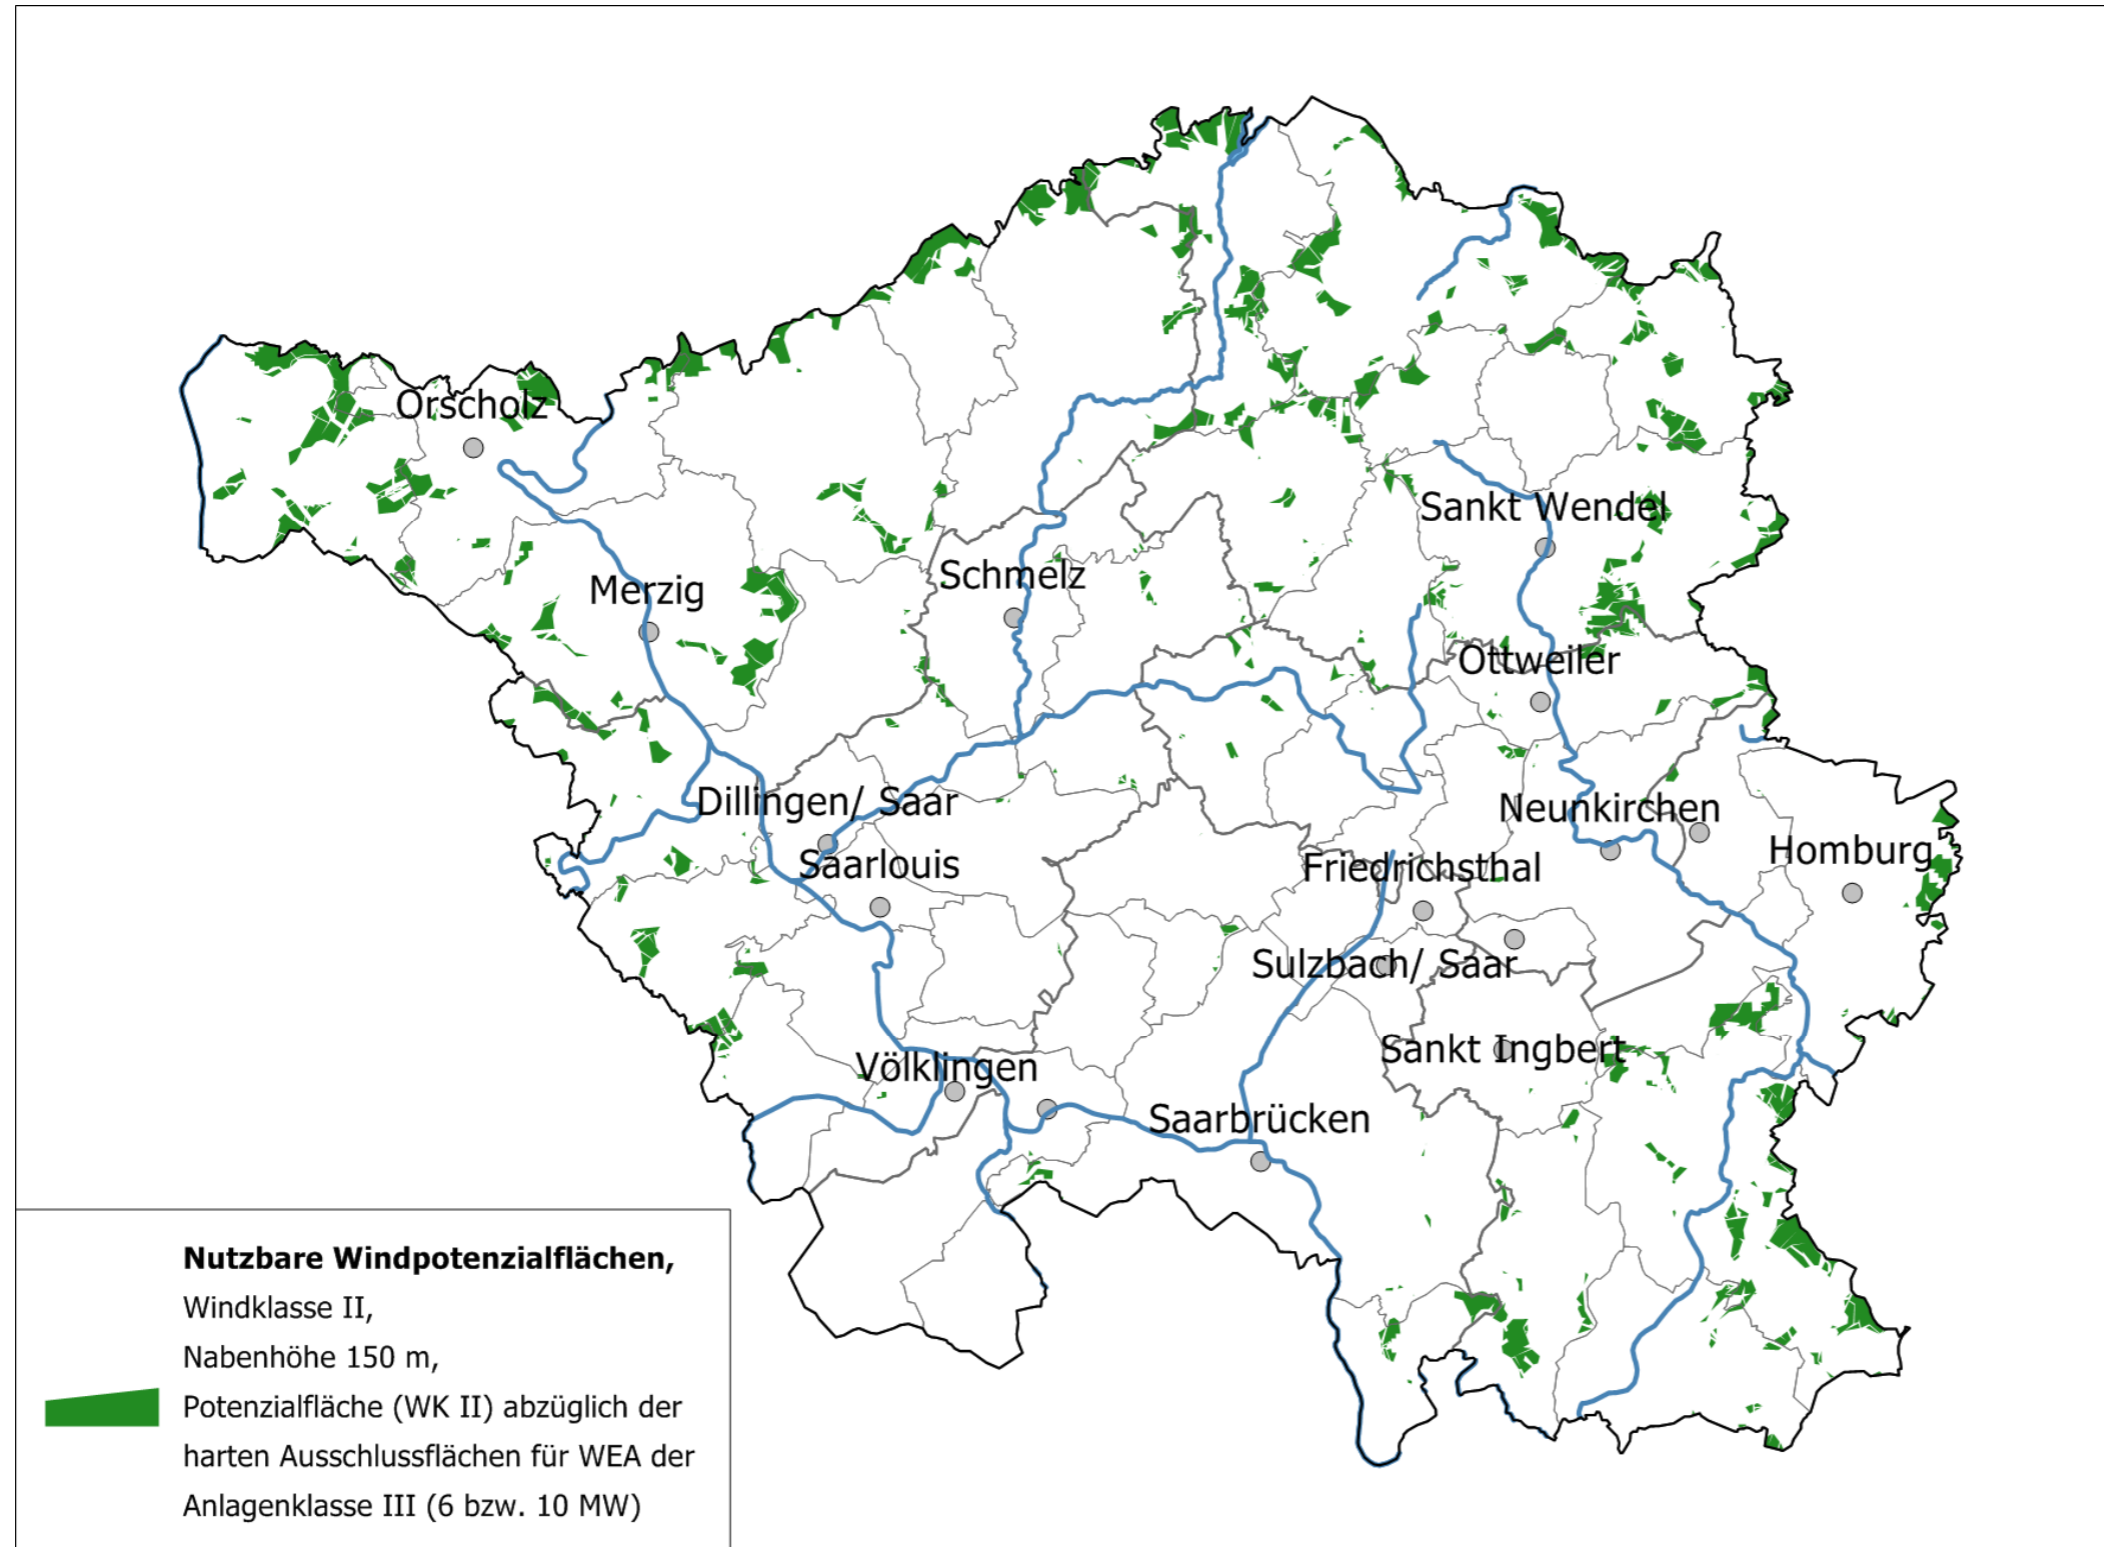 Orscholz
Sankt Wendel
Schmelz
Merzig
Ottweiler
Dillingen/ Saar
Neunkirchen
Saarlouis
Friedrichsthal
Homburg
Sulzbach/ Saar
Sankt Ingbert
Völklingen
Saarbrücken
Nutzbare Windpotenzialflächen,
Windklasse II,
Nabenhöhe 150 m,
Potenzialfläche (WK II) abzüglich der
harten Ausschlussflächen für WEA der
Anlagenklasse III (6 bzw. 10 MW)